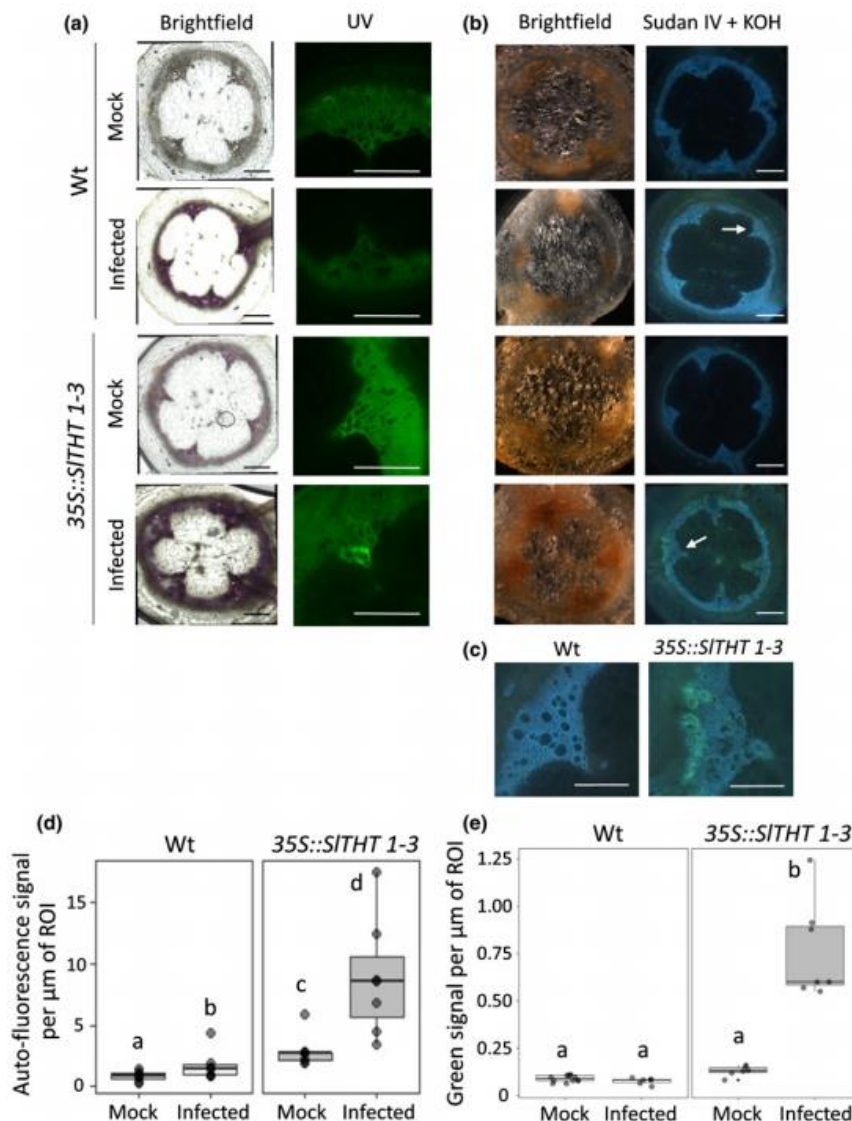 (a) Brightfield UV
(b) Brightfield Sudan IV + KOH
Wt
Mock
Infected
35S::SlTHT 1-3
Mock
Infected
(c) Wt 35S::SlTHT 1-3
(d)
Wt 35S::SlTHT 1-3
Auto-fluorescence signal
per µm of ROI
15
10
5
0
a
b
c
d
Mock Infected Mock Infected
(e)
Wt 35S::SlTHT 1-3
Green signal per µm of ROI
1.25
1.00
0.75
0.50
0.25
0
a
a
a
b
Mock Infected Mock Infected